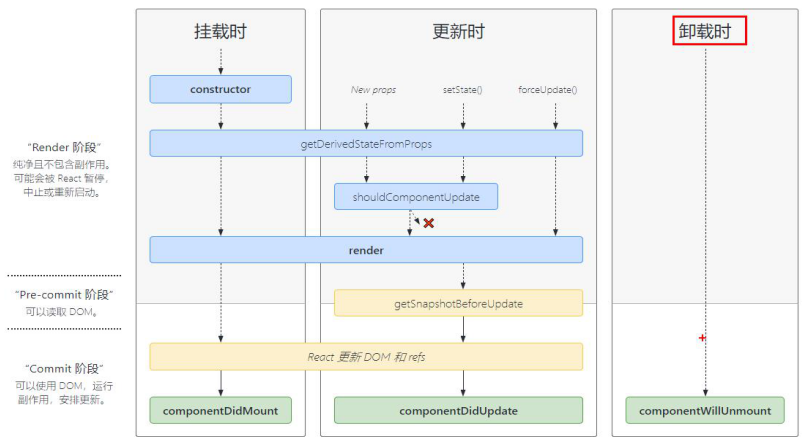 挂载时
更新时
卸载时
constructor
New props
setState()
forceUpdate()
"Render 阶段"
纯净且不包含副作用。
可能会被 React 暂停,
中止或重新启动。
getDerivedStateFromProps
shouldComponentUpdate
render
"Pre-commit 阶段"
可以读取 DOM。
getSnapshotBeforeUpdate
React 更新 DOM 和 refs
"Commit 阶段"
可以使用 DOM,运行
副作用,安排更新。
componentDidMount
componentDidUpdate
componentWillUnmount